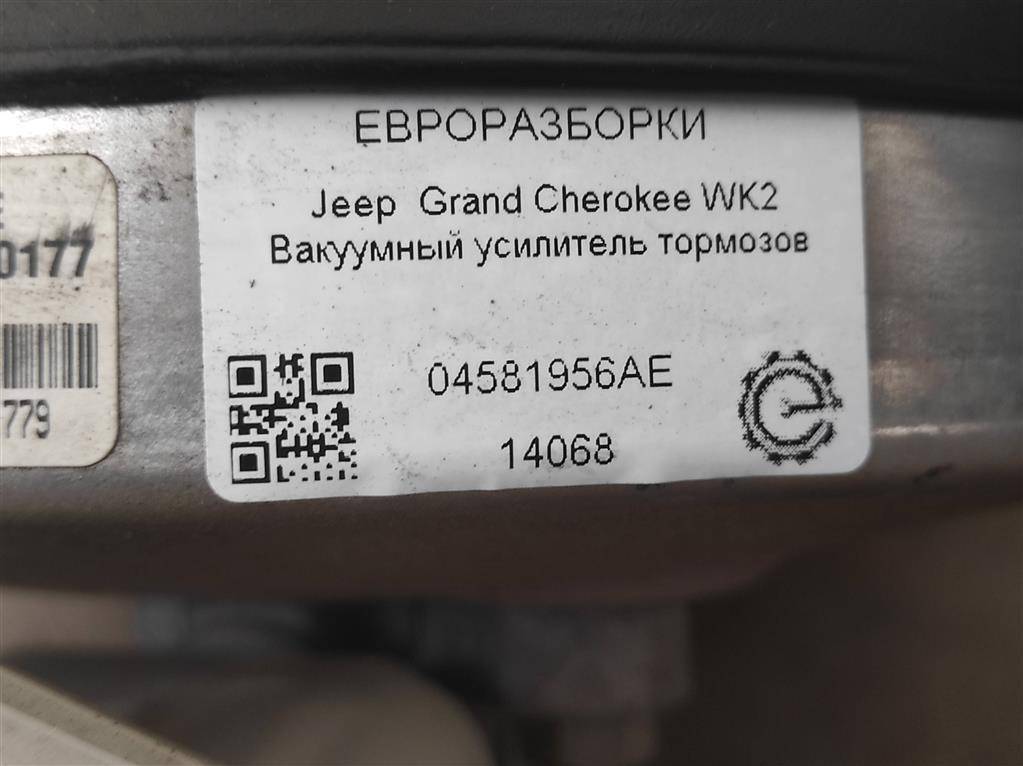 ЕВРОРАЗБОРКИ
Jeep Grand Cherokee WK2
Вакуумный усилитель тормозов
04581956AE
14068
0177
779